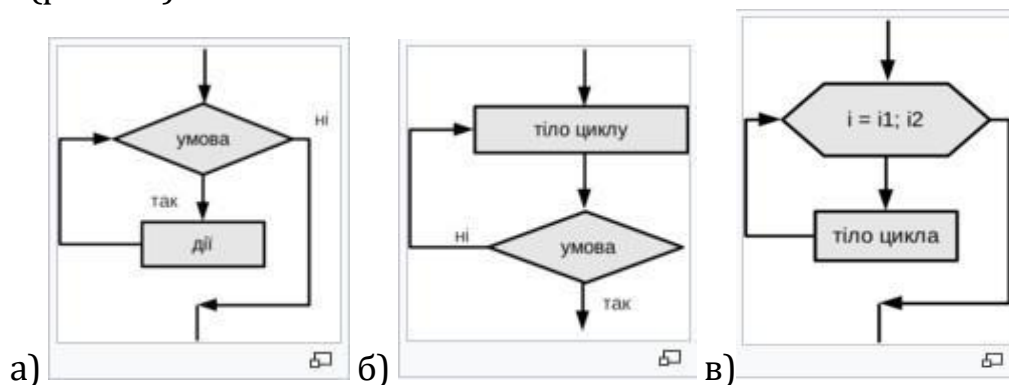 умова
ні
так
дії
а)
тіло циклу
ні
умова
так
б)
i = i1; i2
тіло цикла
в)